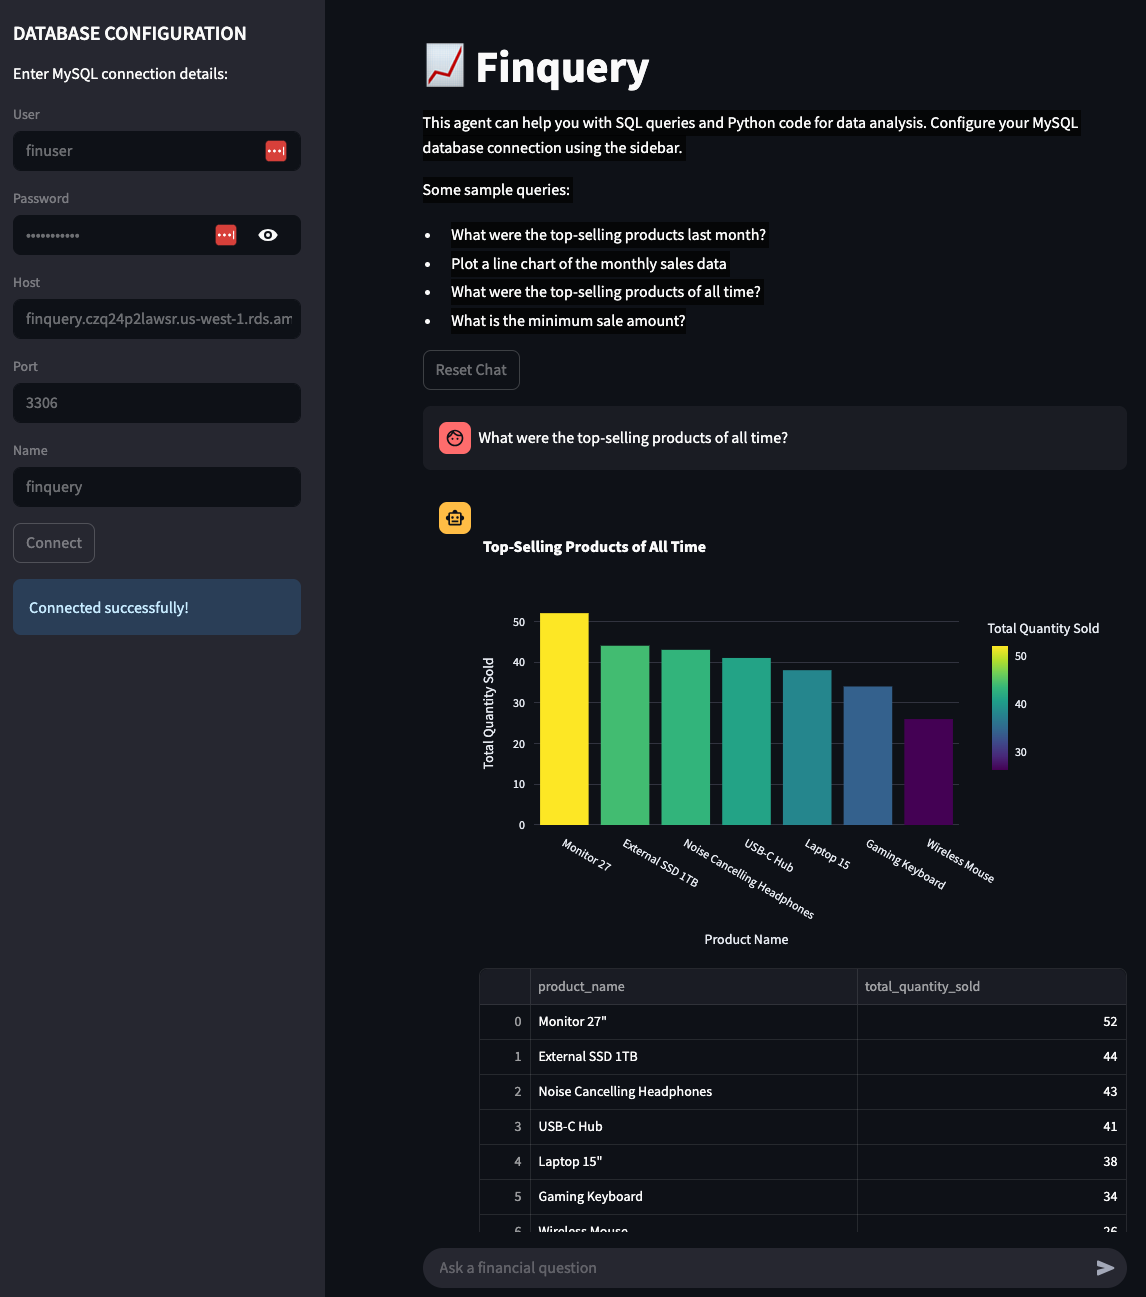 DATABASE CONFIGURATION
Enter MySQL connection details:
User
finuser
Password
•••••••••••
Host
finquery.czq24p2lawsr.us-west-1.rds.am
Port
3306
Name
finquery
Connect
Connected successfully!
Finquery
This agent can help you with SQL queries and Python code for data analysis. Configure your MySQL
database connection using the sidebar.
Some sample queries:
• What were the top-selling products last month?
• Plot a line chart of the monthly sales data
• What were the top-selling products of all time?
• What is the minimum sale amount?
Reset Chat
What were the top-selling products of all time?
Top-Selling Products of All Time
Total Quantity Sold
50
40
30
20
10
0
Monitor 27
External SSD 1TB
Noise Cancelling Headphones
USB-C Hub
Laptop 15
Gaming Keyboard
Wireless Mouse
Product Name
Total Quantity Sold
50
40
30
product_name total_quantity_sold
0 Monitor 27" 52
1 External SSD 1TB 44
2 Noise Cancelling Headphones 43
3 USB-C Hub 41
4 Laptop 15" 38
5 Gaming Keyboard 34
6 Wireless Mouse 26
Ask a financial question